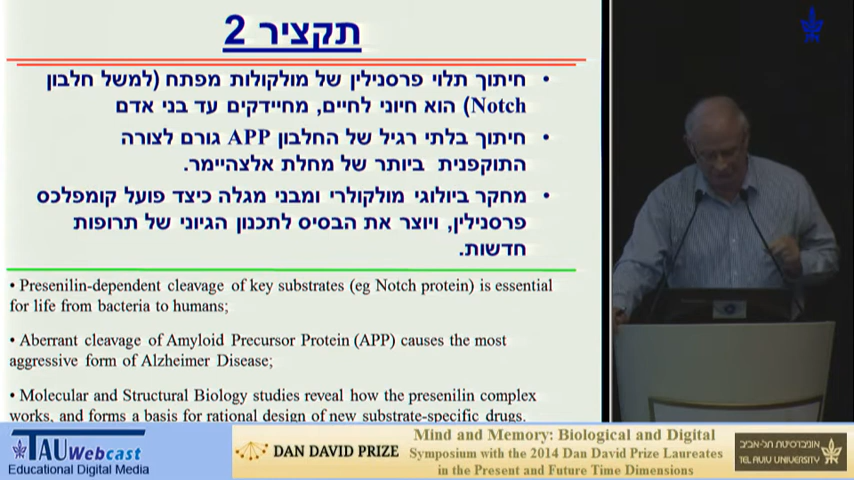 תקציר 2
• חיתוך תלוי פרסנילין של מולקולות מפתח (למשל חלבון
Notch) הוא חיוני לחיים, מחיידקים עד בני אדם
• חיתוך בלתי רגיל של החלבון APP גורם לצורה
התוקפנית ביותר של מחלת אלצהיימר.
• מחקר ביולוגי מולקולרי ומבני מגלה כיצד פועל קומפלכס
פרסנילין, ויוצר את הבסיס לתכנון הגיוני של תרופות
חדשות.
• Presenilin-dependent cleavage of key substrates (eg Notch protein) is essential
for life from bacteria to humans;
• Aberrant cleavage of Amyloid Precursor Protein (APP) causes the most
aggressive form of Alzheimer Disease;
• Molecular and Structural Biology studies reveal how the presenilin complex
works, and forms a basis for rational design of new substrate-specific drugs.
TAU Webcast
Educational Digital Media
DAN DAVID PRIZE
Mind and Memory: Biological and Digital
Symposium with the 2014 Dan David Prize Laureates
in the Present and Future Time Dimensions
אוניברסיטת תל-אביב
TEL AVIV UNIVERSITY